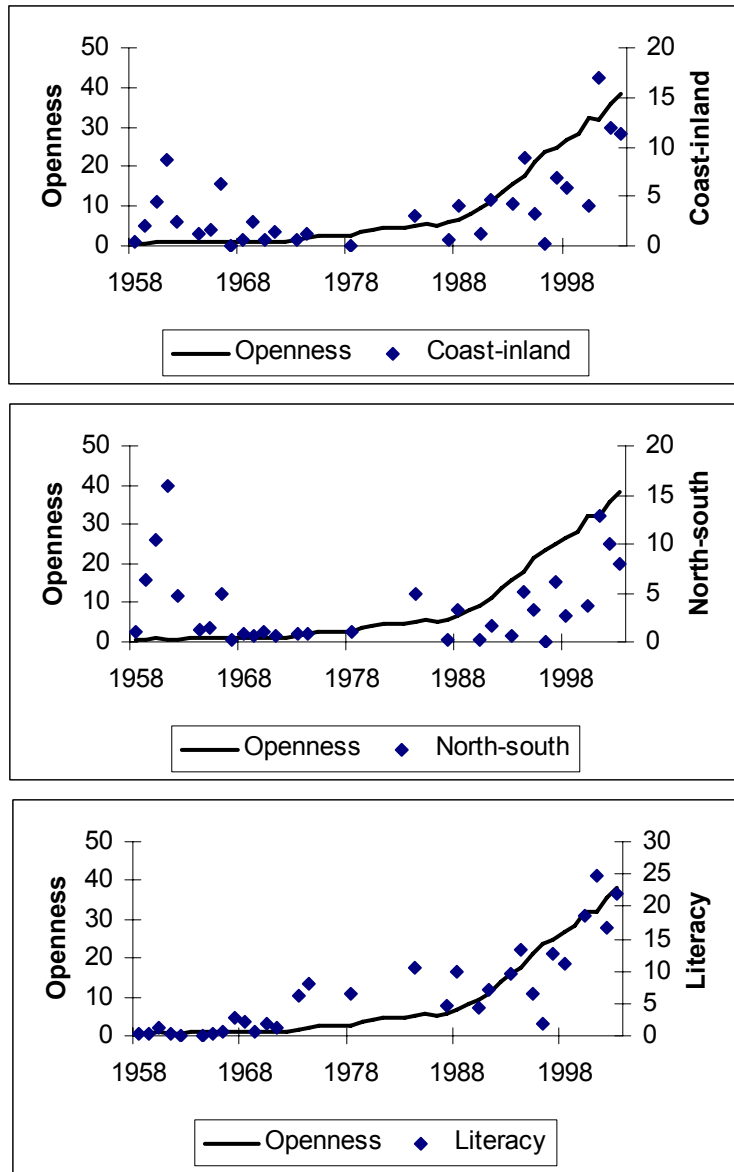 50
40
30
20
10
0
Openness
20
15
10
5
0
Coast-inland
1958 1968 1978 1988 1998
Openness Coast-inland
50
40
30
20
10
0
Openness
20
15
10
5
0
North-south
1958 1968 1978 1988 1998
Openness North-south
50
40
30
20
10
0
Openness
30
25
20
15
10
5
0
Literacy
1958 1968 1978 1988 1998
Openness Literacy